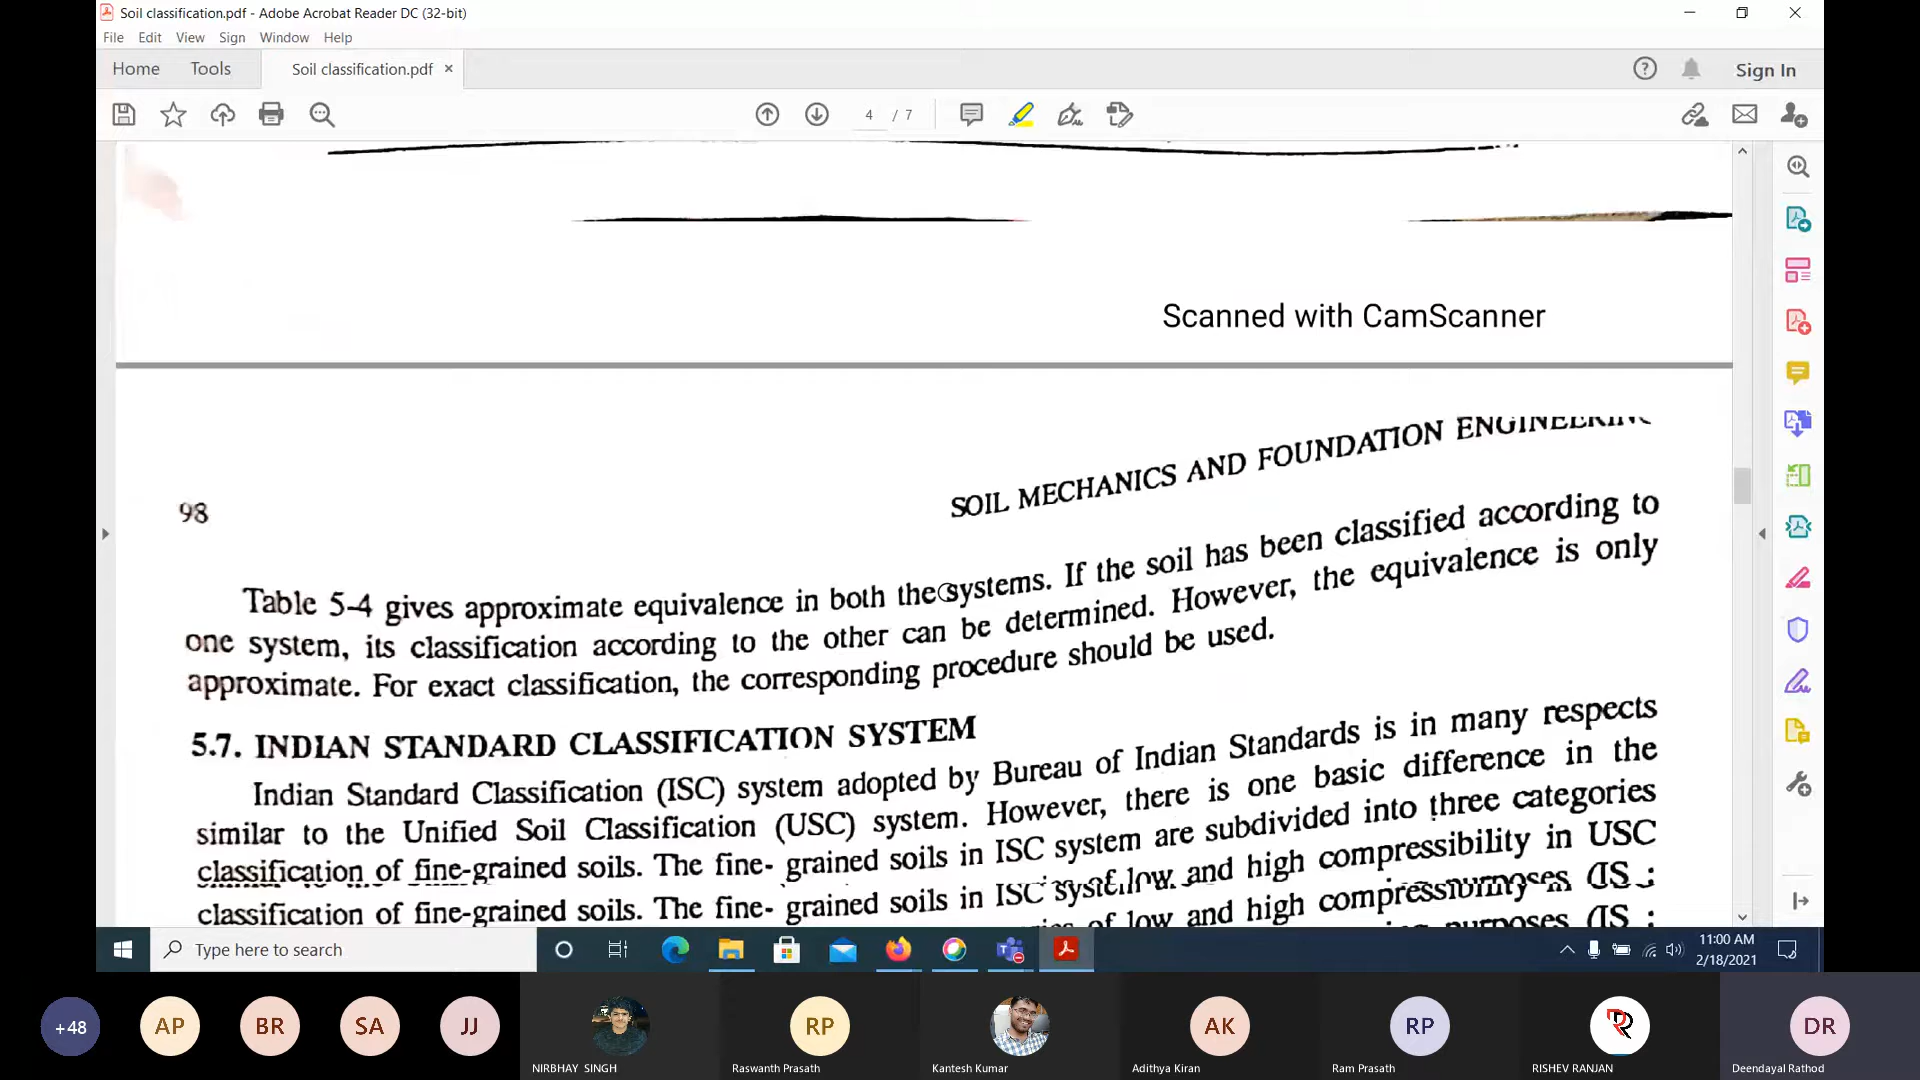 Soil classification.pdf - Adobe Acrobat Reader DC (32-bit)
File Edit View Sign Window Help
Home Tools Soil classification.pdf × Sign In
4 / 7
Scanned with CamScanner
98
SOIL MECHANICS AND FOUNDATION ENGINEERING
Table 5-4 gives approximate equivalence in both the systems. If the soil has been classified according to
one system, its classification according to the other can be determined. However, the equivalence is only
approximate. For exact classification, the corresponding procedure should be used.
5.7. INDIAN STANDARD CLASSIFICATION SYSTEM
Indian Standard Classification (ISC) system adopted by Bureau of Indian Standards is in many respects
similar to the Unified Soil Classification (USC) system. However, there is one basic difference in the
classification of fine-grained soils. The fine- grained soils in ISC system are subdivided into three categories
of low and high compressibility in USC
classification of fine-grained soils. The fine- grained soils in ISC
of low and high
purposes (IS :
Type here to search
11:00 AM
2/18/2021
+48 AP BR SA JJ RP AK RP DR
NIRBHAY SINGH Raswanth Prasath Kantesh Kumar Adithya Kiran Ram Prasath RISHEV RANJAN Deendayal Rathod